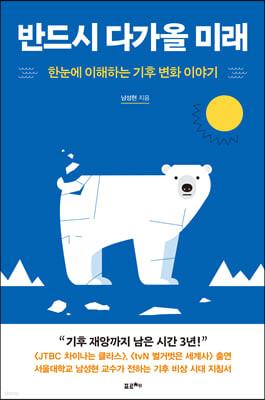 반드시 다가올 미래
한눈에 이해하는 기후 변화 이야기
남성현 지음
“기후 재앙까지 남은 시간 3년!”
〈JTBC 차이나는 클라스〉, 〈tvN 벌거벗은 세계사〉 출연
서울대학교 남성현 교수가 전하는 기후 비상 시대 지침서
포르체